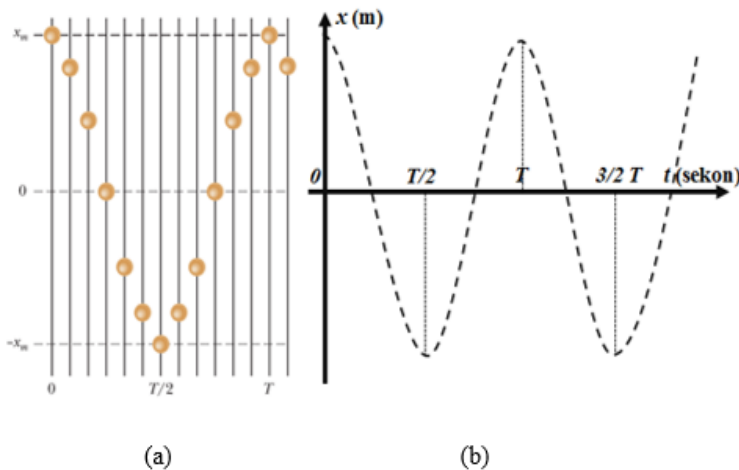 x (m)
xₘ
0
-xₘ
0 T/2 T
0 T/2 T 3/2 T t (sekon)
(a) (b)